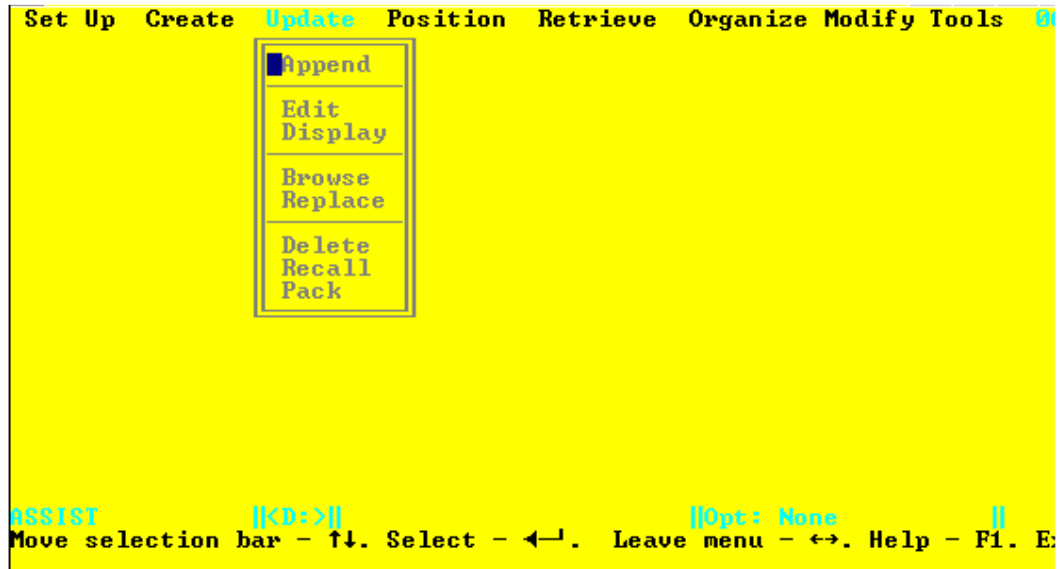 Set Up Create Update Position Retrieve Organize Modify Tools
Append
Edit
Display
Browse
Replace
Delete
Recall
Pack
ASSIST ||<D:>|| ||Opt: None ||
Move selection bar - ↑↓. Select - ◄─┘. Leave menu - ↔. Help - F1.